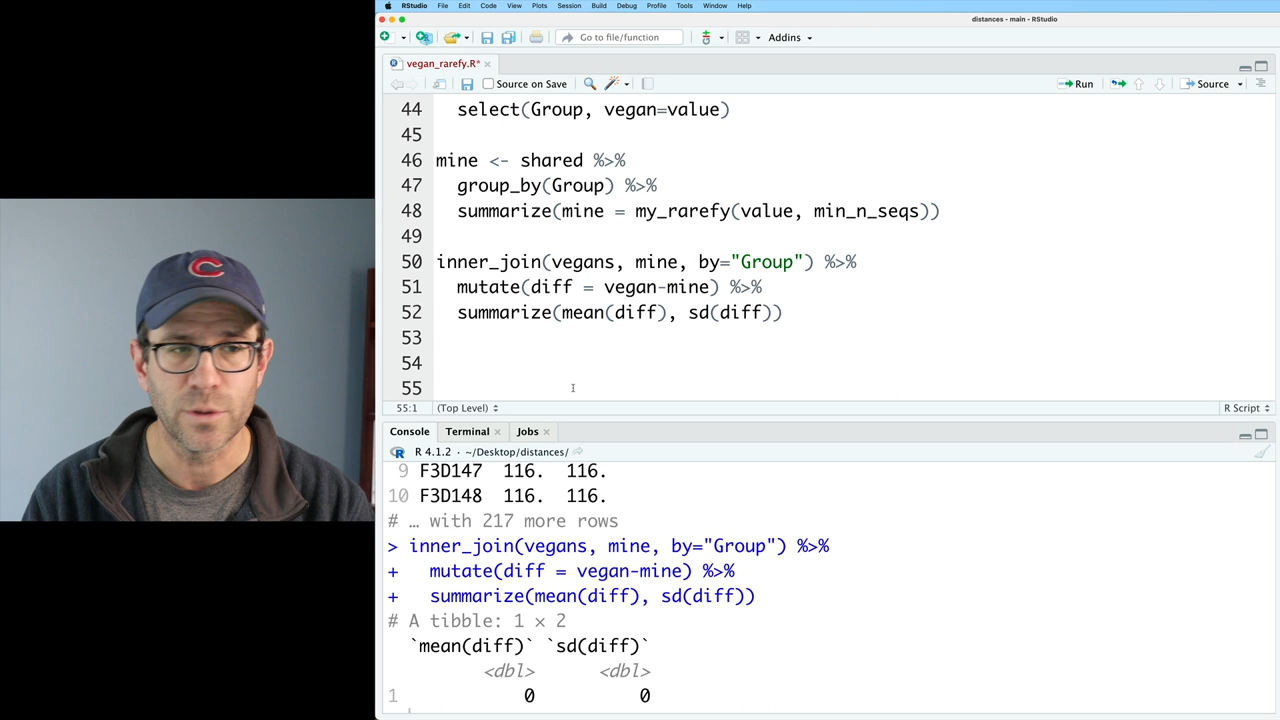 RStudio File Edit Code View Plots Session Build Debug Profile Tools Window Help
distances - main - RStudio
Go to file/function Addins
vegan_rarefy.R*
Source on Save Run Source
44 select(Group, vegan=value)
45
46 mine <- shared %>%
47 group_by(Group) %>%
48 summarize(mine = my_rarefy(value, min_n_seqs))
49
50 inner_join(vegans, mine, by="Group") %>%
51 mutate(diff = vegan-mine) %>%
52 summarize(mean(diff), sd(diff))
53
54
55
55:1 (Top Level) R Script
Console Terminal Jobs
R 4.1.2 · ~/Desktop/distances/
9 F3D147 116. 116.
10 F3D148 116. 116.
# … with 217 more rows
> inner_join(vegans, mine, by="Group") %>%
+ mutate(diff = vegan-mine) %>%
+ summarize(mean(diff), sd(diff))
# A tibble: 1 × 2
`mean(diff)` `sd(diff)`
<dbl> <dbl>
1 0 0
C